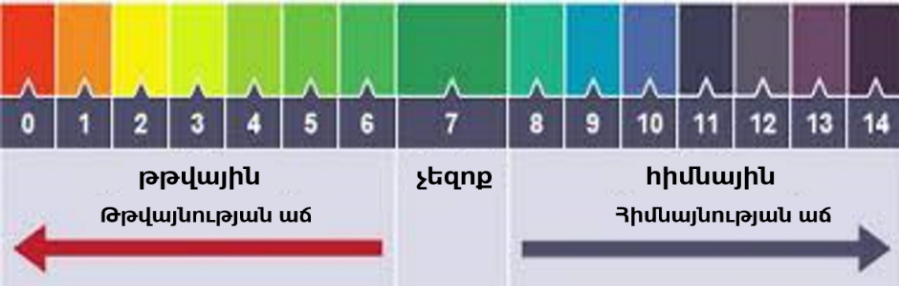 0 1 2 3 4 5 6 7 8 9 10 11 12 13 14
թթվային չեզոք հիմնային
Թթվայնության աճ Հիմնայնության աճ